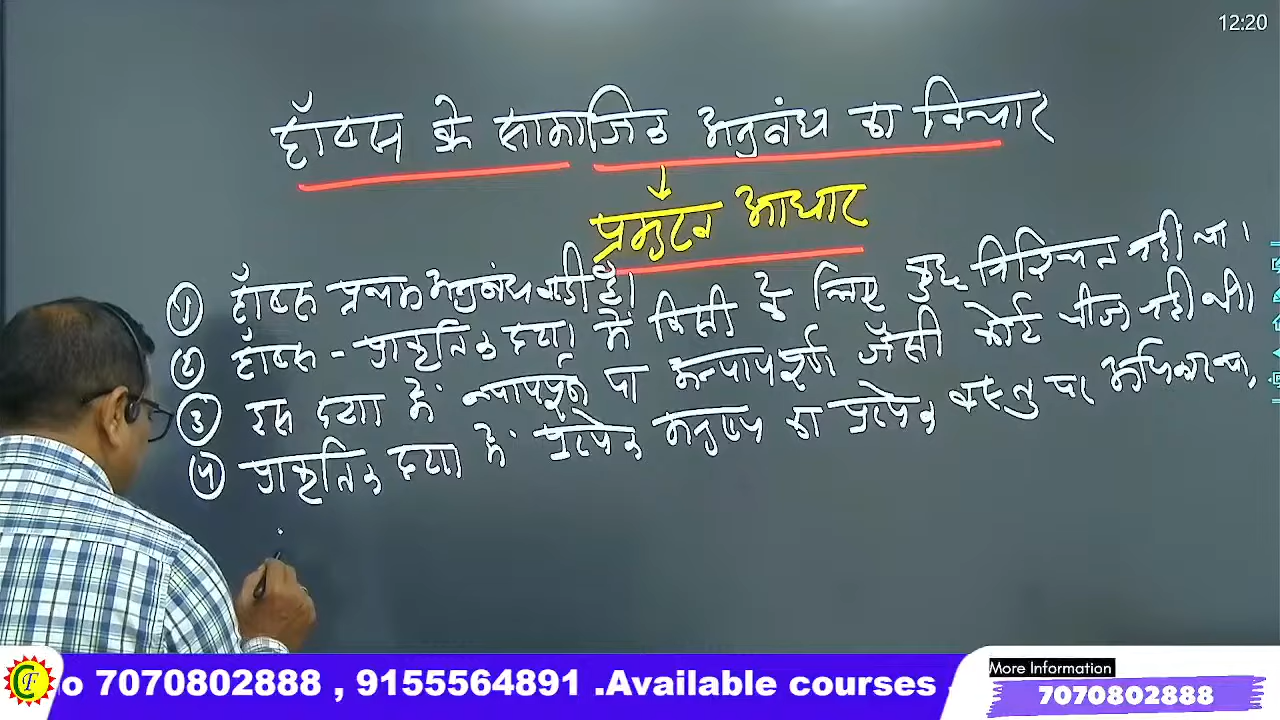 12:20
हॉब्स के सामाजिक अनुबंध का विचार
प्रमुख आधार
① हॉब्स प्रथम अनुबंधवादी है।
② हॉब्स - प्राकृतिक दशा में किसी के लिए कुछ निश्चित नही था।
③ इस दशा में न्यायपूर्ण या अन्यायपूर्ण जैसी कोई चीज नही थी।
④ प्राकृतिक दशा में प्रत्येक मनुष्य का प्रत्येक वस्तु पर अधिकार था,
o 7070802888 , 9155564891 .Available courses
More Information
7070802888